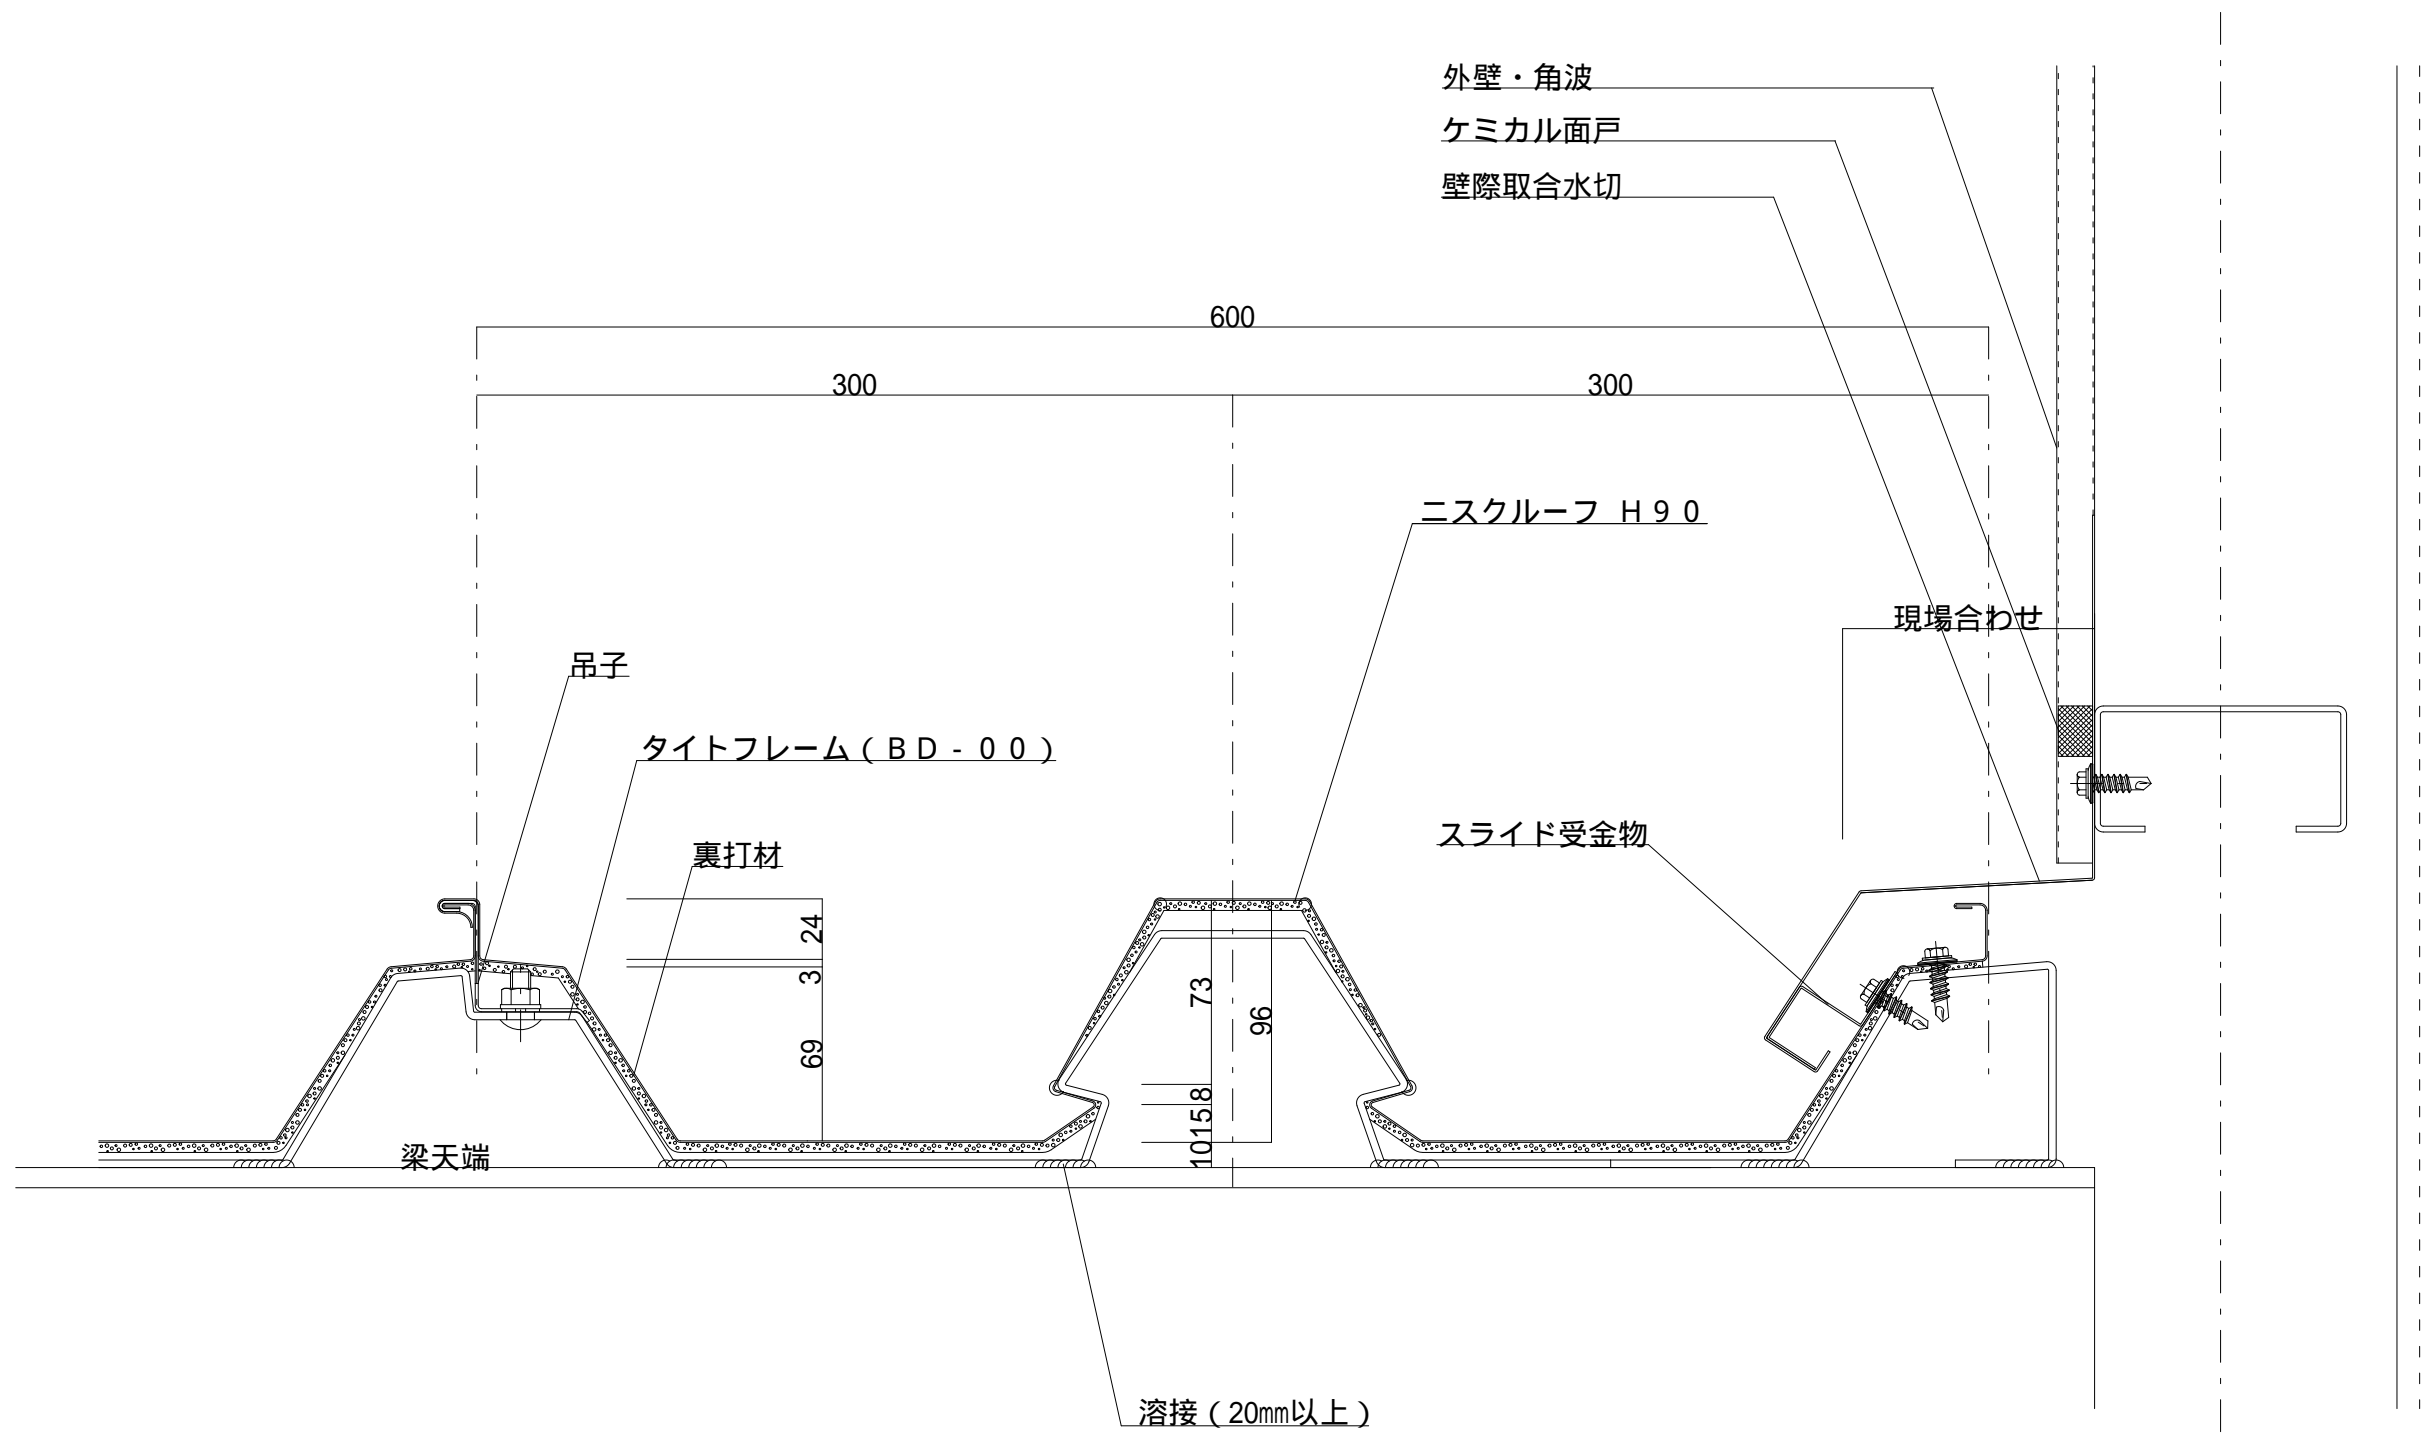 外壁・角波
ケミカル面戸
壁際取合水切
600
300
300
ニスクルーフ H90
現場合わせ
吊子
タイトフレーム(BD-00)
スライド受金物
裏打材
24
3
69
73
96
8
15
10
梁天端
溶接(20㎜以上)